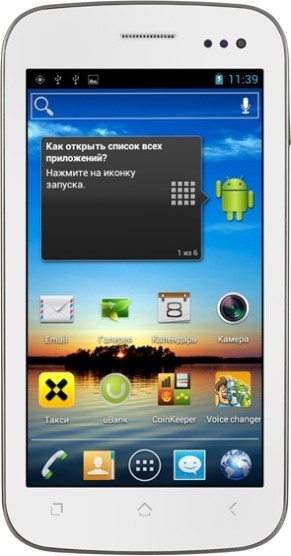 11:39
Как открыть список всех
приложений?
Нажмите на иконку
запуска.
1 из 6
Email
Галерея
Календарь
Камера
8
Такси
uBank
CoinKeeper
Voice changer